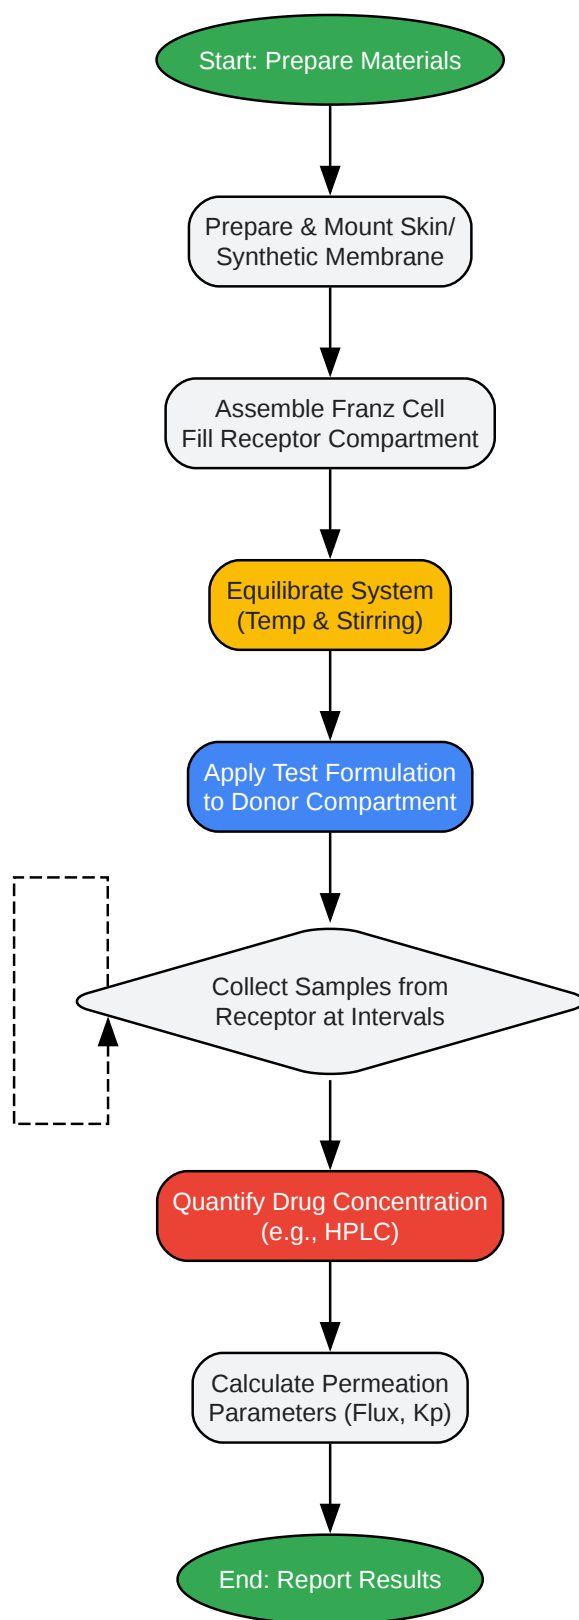 Start: Prepare Materials
Prepare & Mount Skin/
Synthetic Membrane
Assemble Franz Cell
Fill Receptor Compartment
Equilibrate System
(Temp & Stirring)
Apply Test Formulation
to Donor Compartment
Collect Samples from
Receptor at Intervals
Quantify Drug Concentration
(e.g., HPLC)
Calculate Permeation
Parameters (Flux, Kp)
End: Report Results